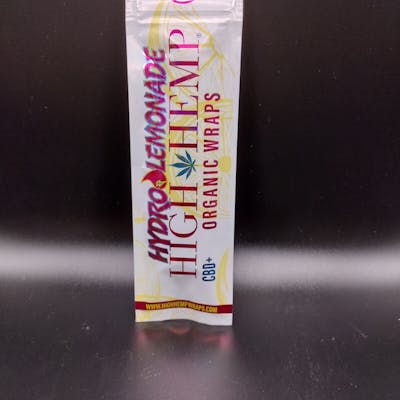 HYDRO LEMONADE
HIGH HEMP
ORGANIC WRAPS
CBD+
WWW.HIGHHEMPWRAPS.COM